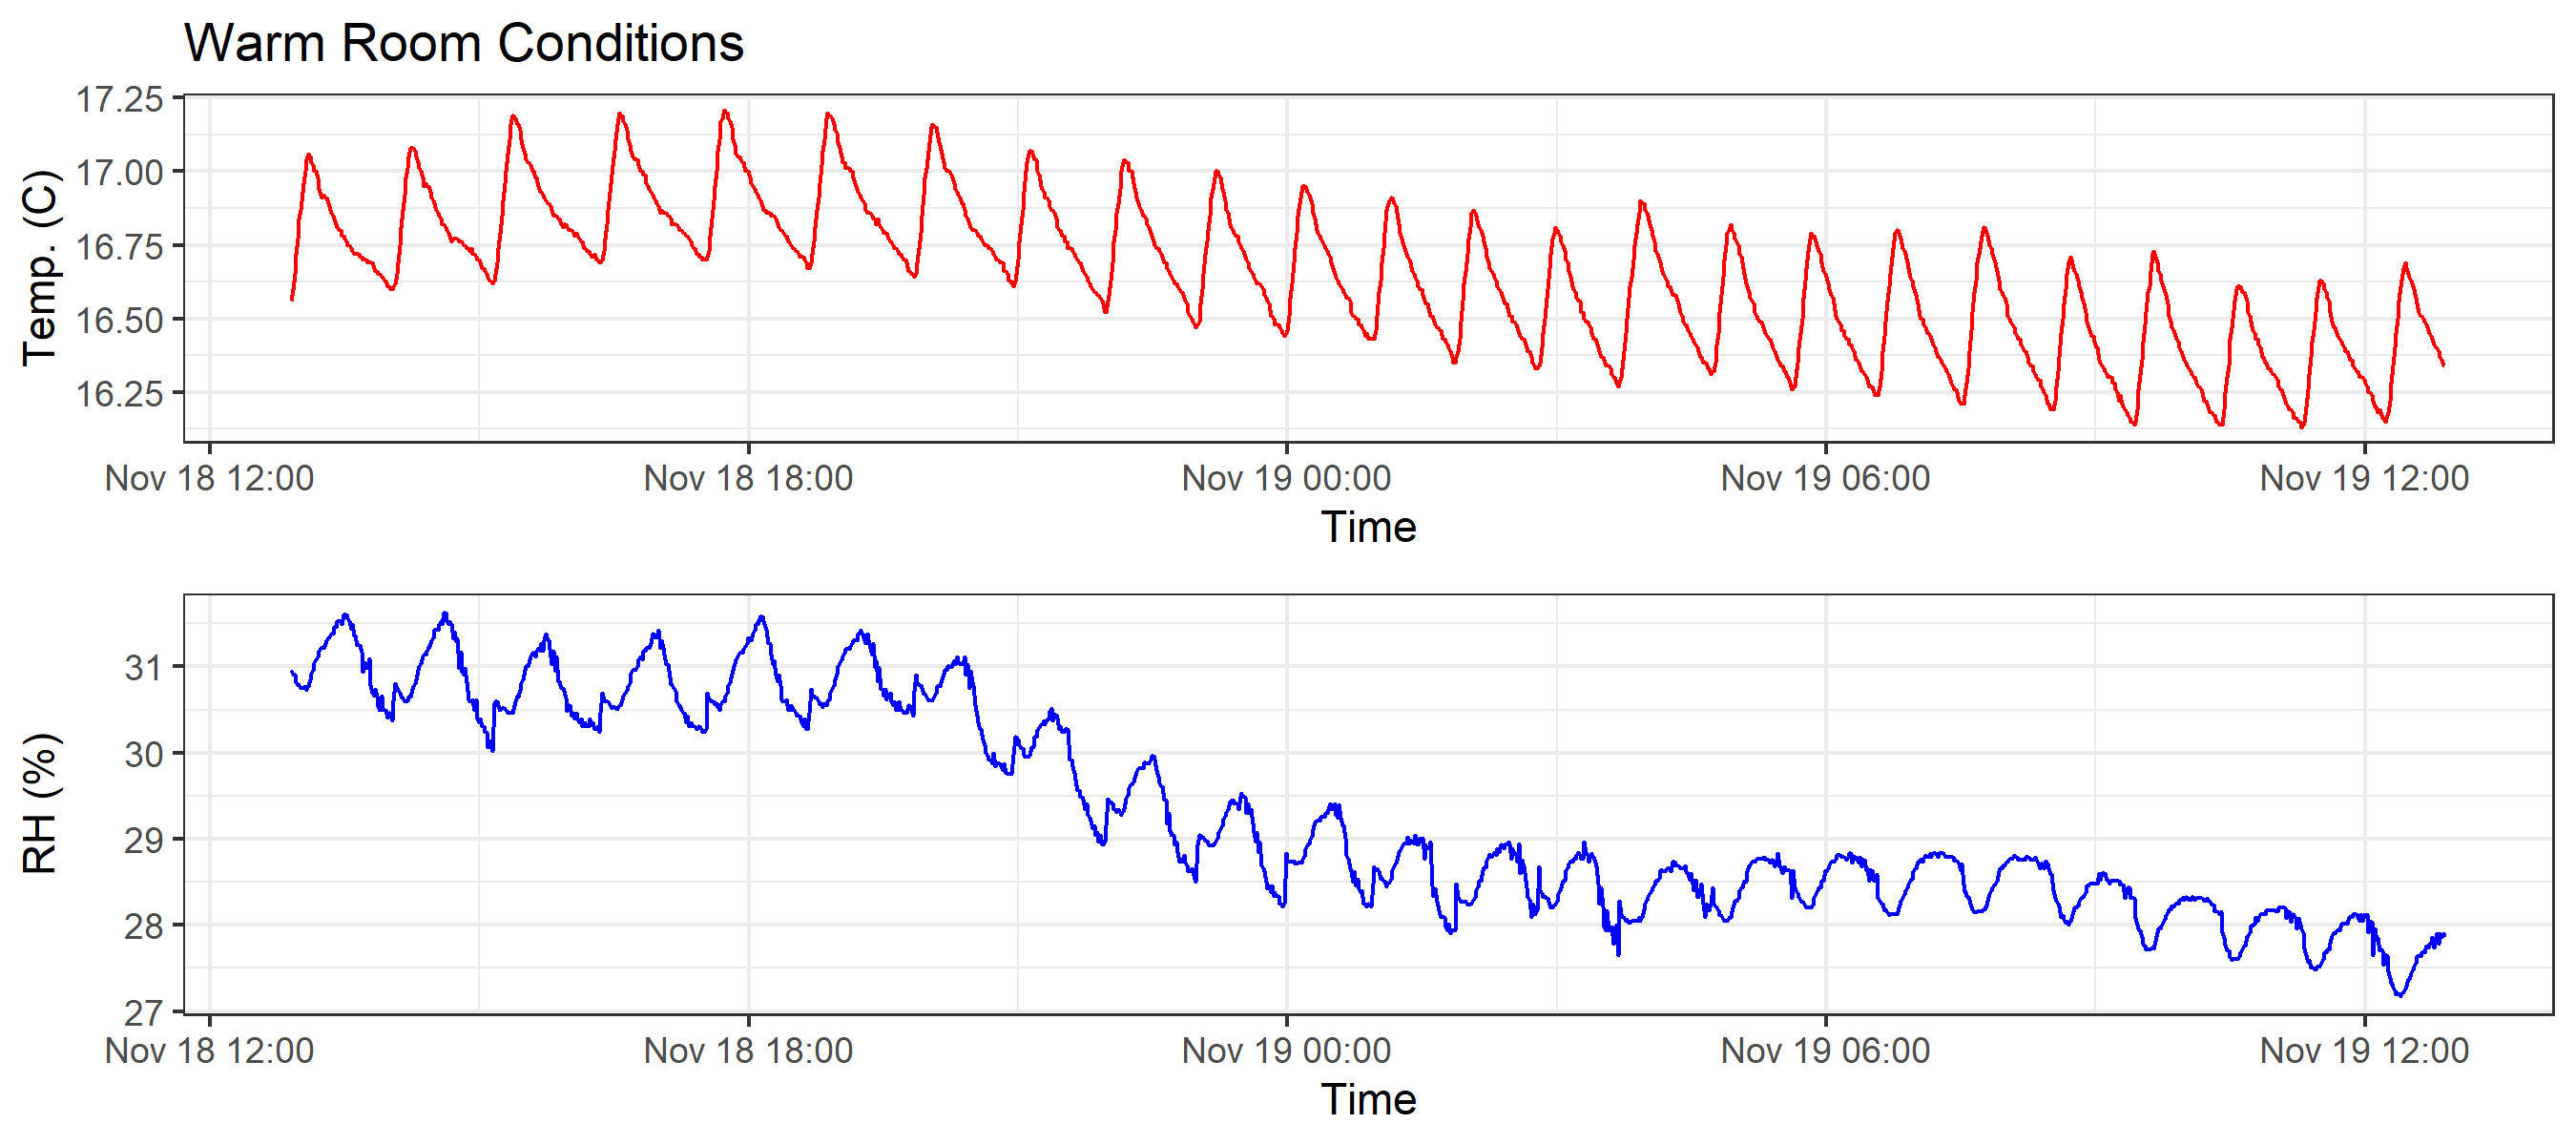 Warm Room Conditions
Temp. (C)
17.25
17.00
16.75
16.50
16.25
Nov 18 12:00 Nov 18 18:00 Nov 19 00:00 Nov 19 06:00 Nov 19 12:00
Time
RH (%)
31
30
29
28
27
Nov 18 12:00 Nov 18 18:00 Nov 19 00:00 Nov 19 06:00 Nov 19 12:00
Time